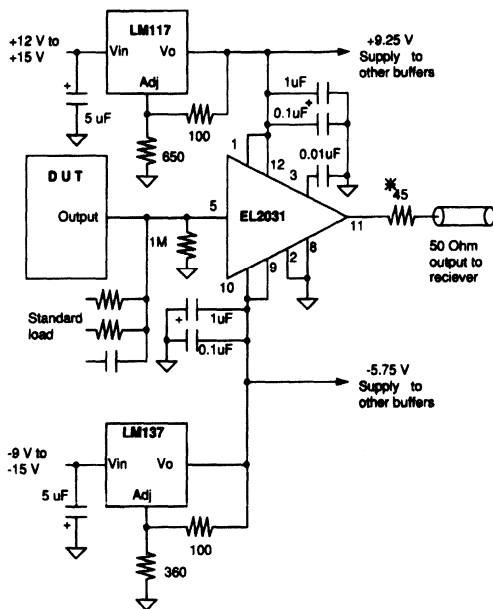 +12 V to
+15 V
Vin
LM117
Vo
Adj
+
5 uF
100
650
+9.25 V
Supply to
other buffers
1uF
+
0.1uF
0.01uF
1
12
3
D U T
Output
5
EL2031
11
※
45
50 Ohm
output to
reciever
1M
10
9
2
8
Standard
load
+
1uF
0.1uF
-5.75 V
Supply to
other buffers
-9 V to
-15 V
Vin
LM137
Vo
Adj
5 uF
+
100
360